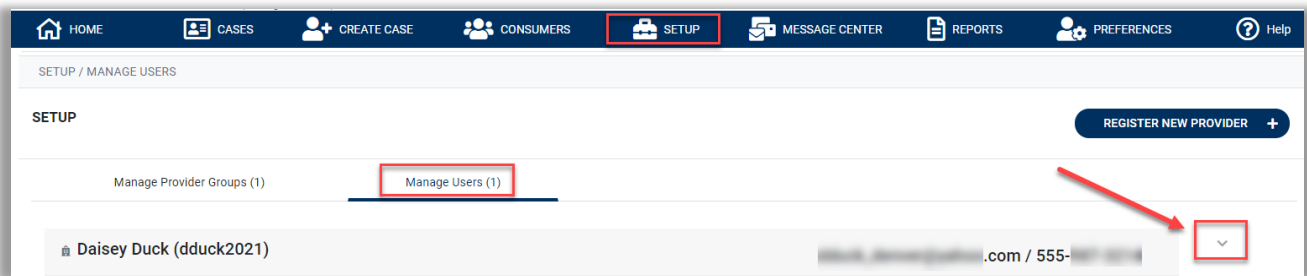 HOME CASES CREATE CASE CONSUMERS SETUP MESSAGE CENTER REPORTS PREFERENCES Help
SETUP / MANAGE USERS
SETUP
REGISTER NEW PROVIDER +
Manage Provider Groups (1) Manage Users (1)
Daisey Duck (dduck2021) .com / 555-